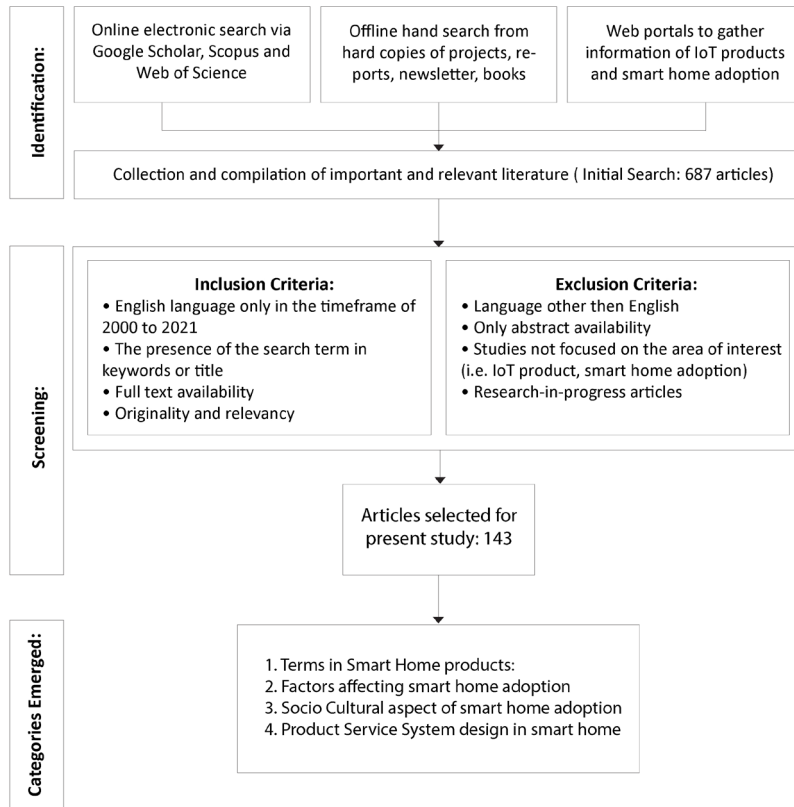 Identification:
Online electronic search via
Google Scholar, Scopus and
Web of Science
Offline hand search from
hard copies of projects, re-
ports, newsletter, books
Web portals to gather
information of IoT products
and smart home adoption
Collection and compilation of important and relevant literature ( Initial Search: 687 articles)
Screening:
Inclusion Criteria:
• English language only in the timeframe of
2000 to 2021
• The presence of the search term in
keywords or title
• Full text availability
• Originality and relevancy
Exclusion Criteria:
• Language other then English
• Only abstract availability
• Studies not focused on the area of interest
(i.e. IoT product, smart home adoption)
• Research-in-progress articles
Articles selected for
present study: 143
Categories Emerged:
1. Terms in Smart Home products:
2. Factors affecting smart home adoption
3. Socio Cultural aspect of smart home adoption
4. Product Service System design in smart home